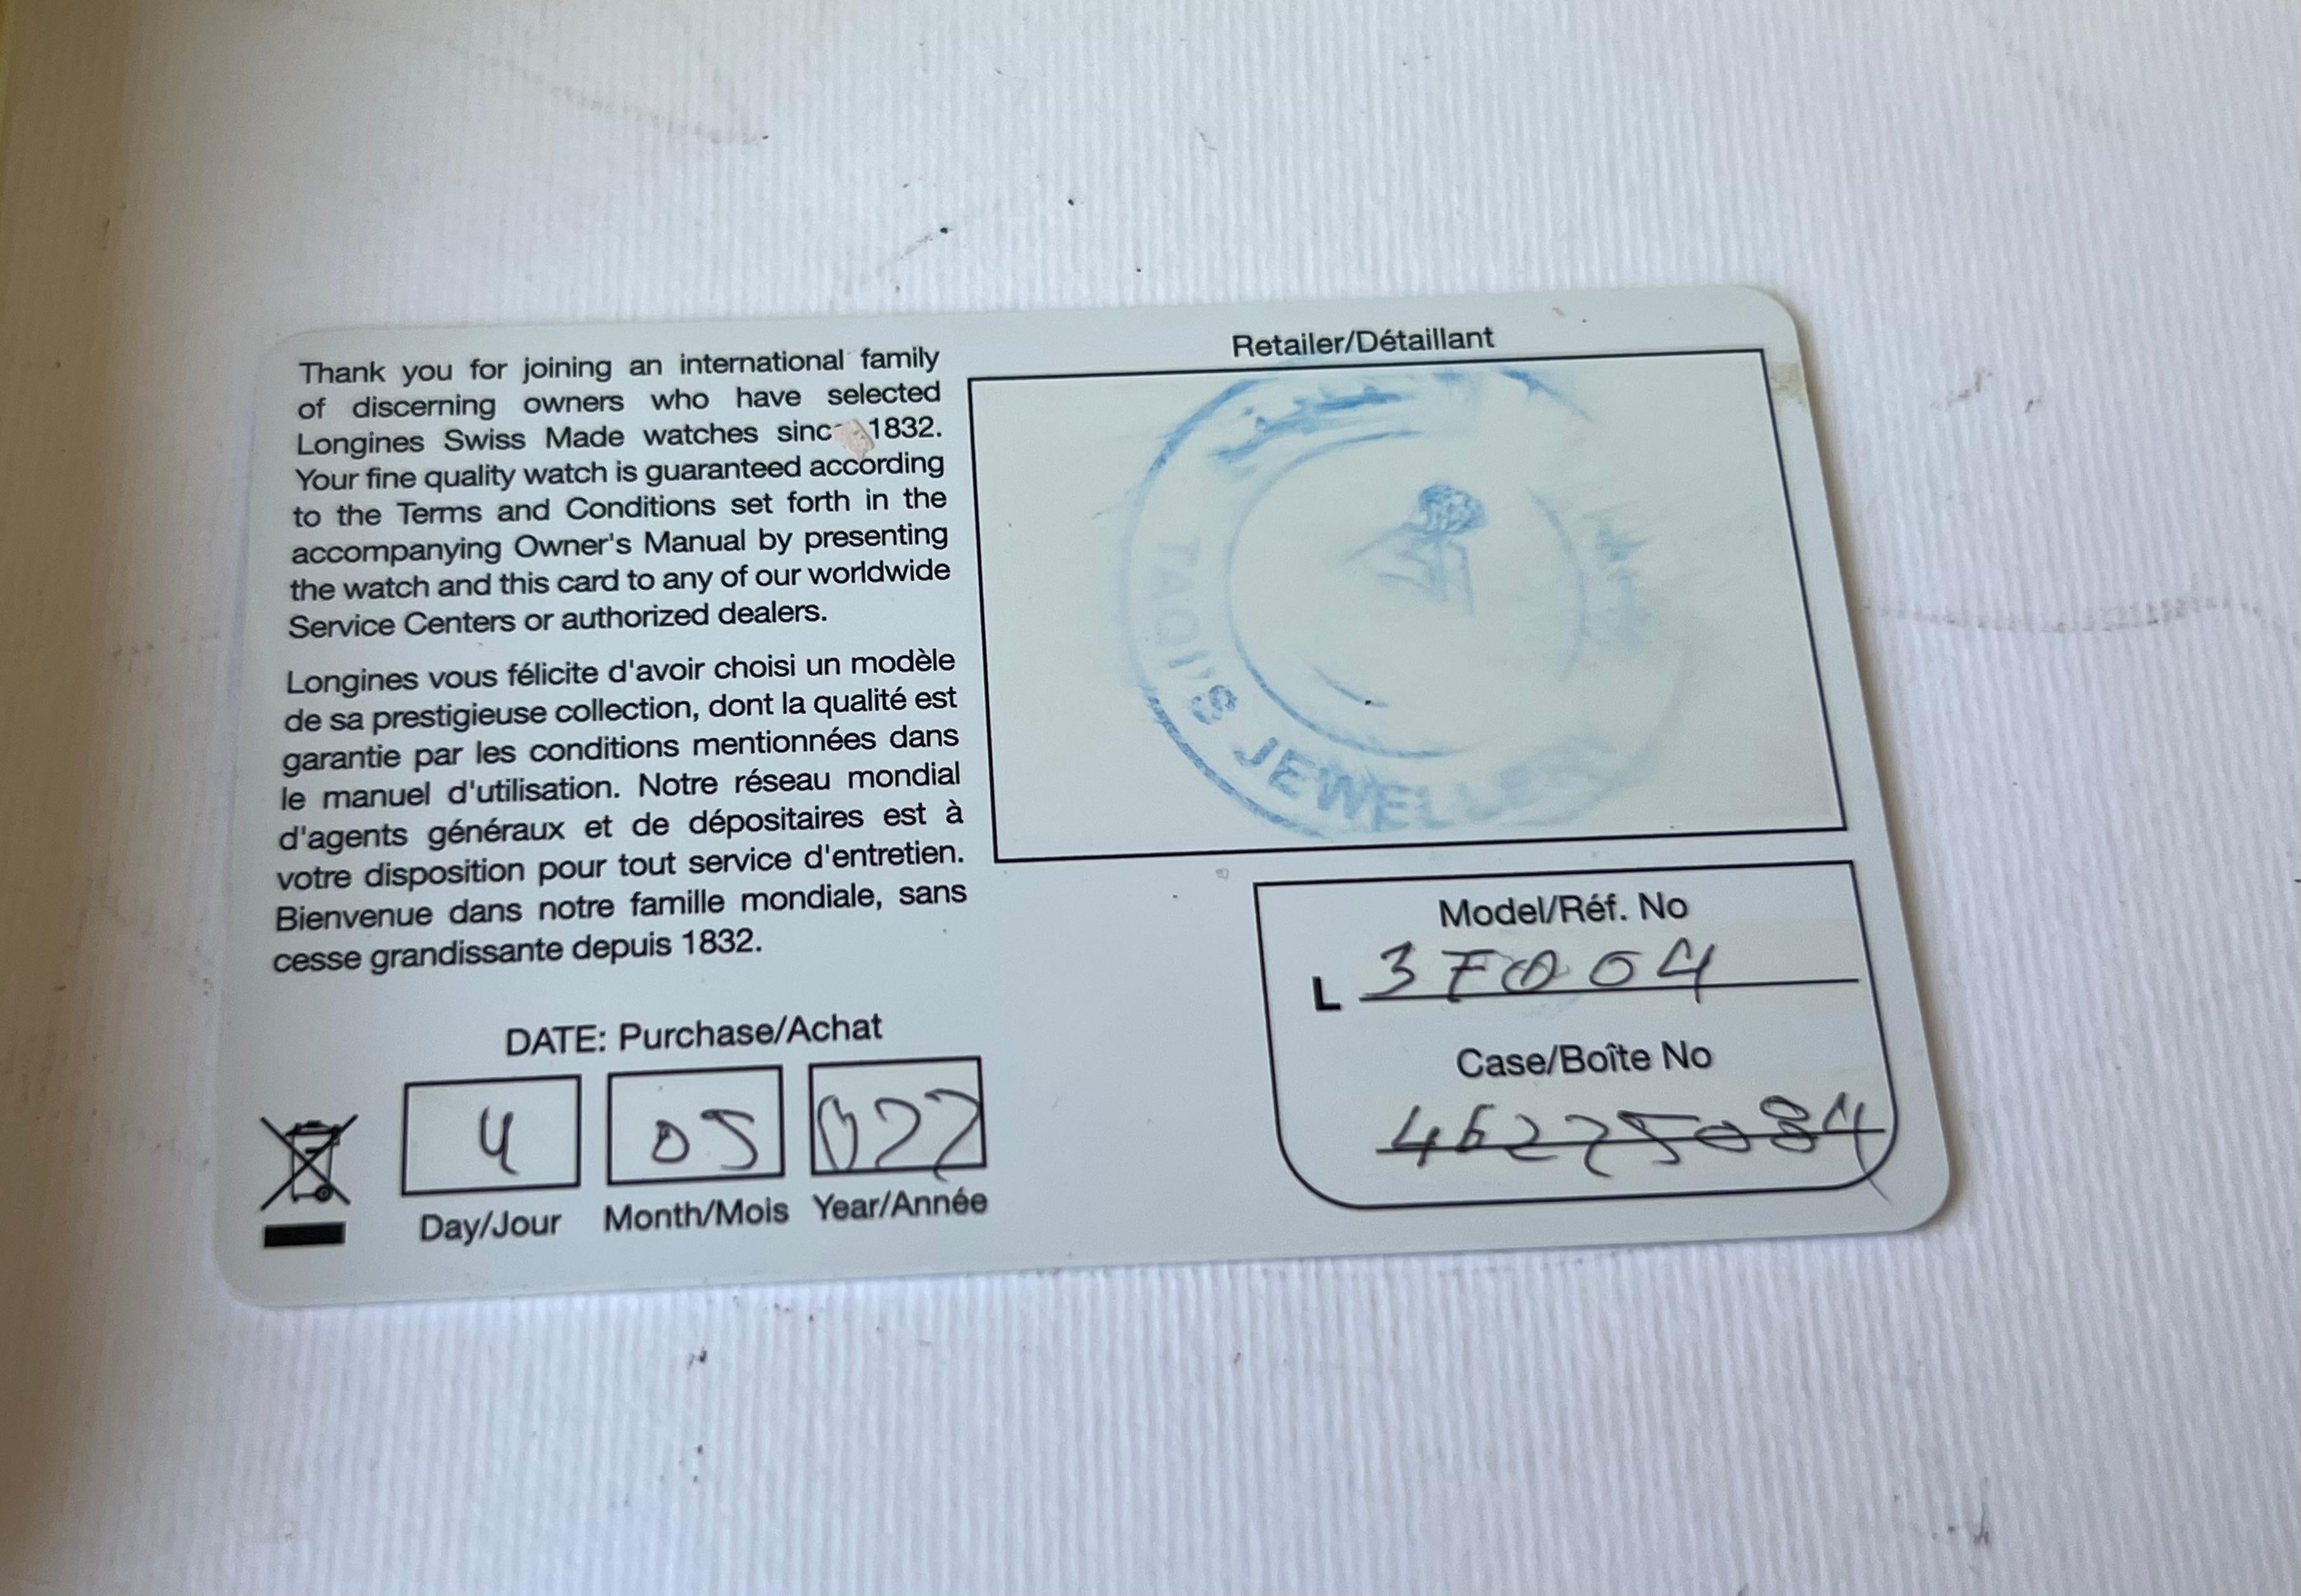 Thank you for joining an international family
of discerning owners who have selected
Longines Swiss Made watches sinc 1832.
Your fine quality watch is guaranteed according
to the Terms and Conditions set forth in the
accompanying Owner's Manual by presenting
the watch and this card to any of our worldwide
Service Centers or authorized dealers.
Longines vous félicite d'avoir choisi un modèle
de sa prestigieuse collection, dont la qualité est
garantie par les conditions mentionnées dans
le manuel d'utilisation. Notre réseau mondial
d'agents généraux et de dépositaires est à
votre disposition pour tout service d'entretien.
Bienvenue dans notre famille mondiale, sans
cesse grandissante depuis 1832.
DATE: Purchase/Achat
4 05 022
Day/Jour Month/Mois Year/Année
Retailer/Détaillant
JEWELLERY
Model/Réf. No
L 37004
Case/Boîte No
46225084